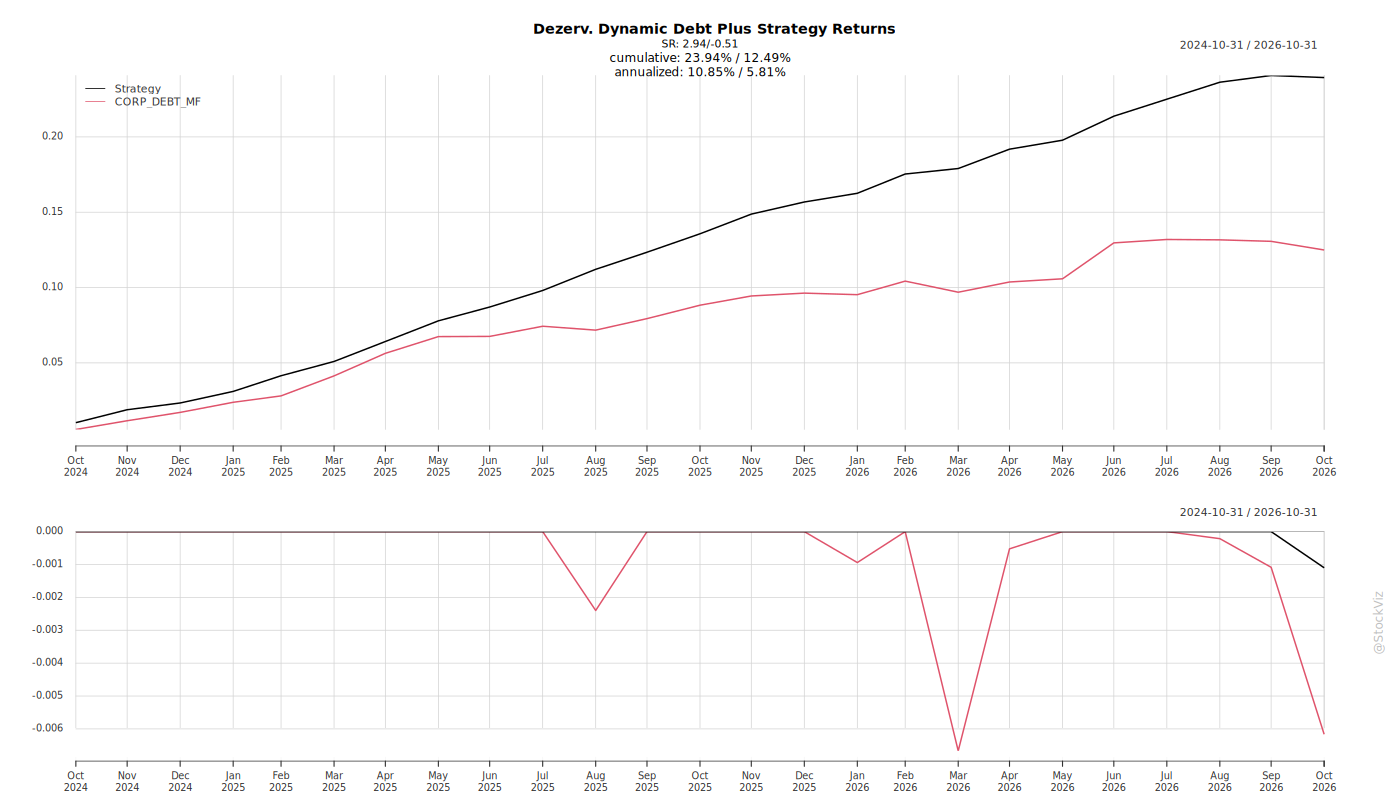 Dezerv. Dynamic Debt Plus Strategy Returns
SR: 2.94/-0.51
cumulative: 23.94% / 12.49%
annualized: 10.85% / 5.81%
2024-10-31 / 2026-10-31
Strategy
CORP_DEBT_MF
0.20
0.15
0.10
0.05
Oct Nov Dec Jan Feb Mar Apr May Jun Jul Aug Sep Oct Nov Dec Jan Feb Mar Apr May Jun Jul Aug Sep Oct
2024 2024 2024 2025 2025 2025 2025 2025 2025 2025 2025 2025 2025 2025 2025 2026 2026 2026 2026 2026 2026 2026 2026 2026 2026
2024-10-31 / 2026-10-31
0.000
-0.001
-0.002
-0.003
-0.004
-0.005
-0.006
Oct Nov Dec Jan Feb Mar Apr May Jun Jul Aug Sep Oct Nov Dec Jan Feb Mar Apr May Jun Jul Aug Sep Oct
2024 2024 2024 2025 2025 2025 2025 2025 2025 2025 2025 2025 2025 2025 2025 2026 2026 2026 2026 2026 2026 2026 2026 2026 2026
@StockViz